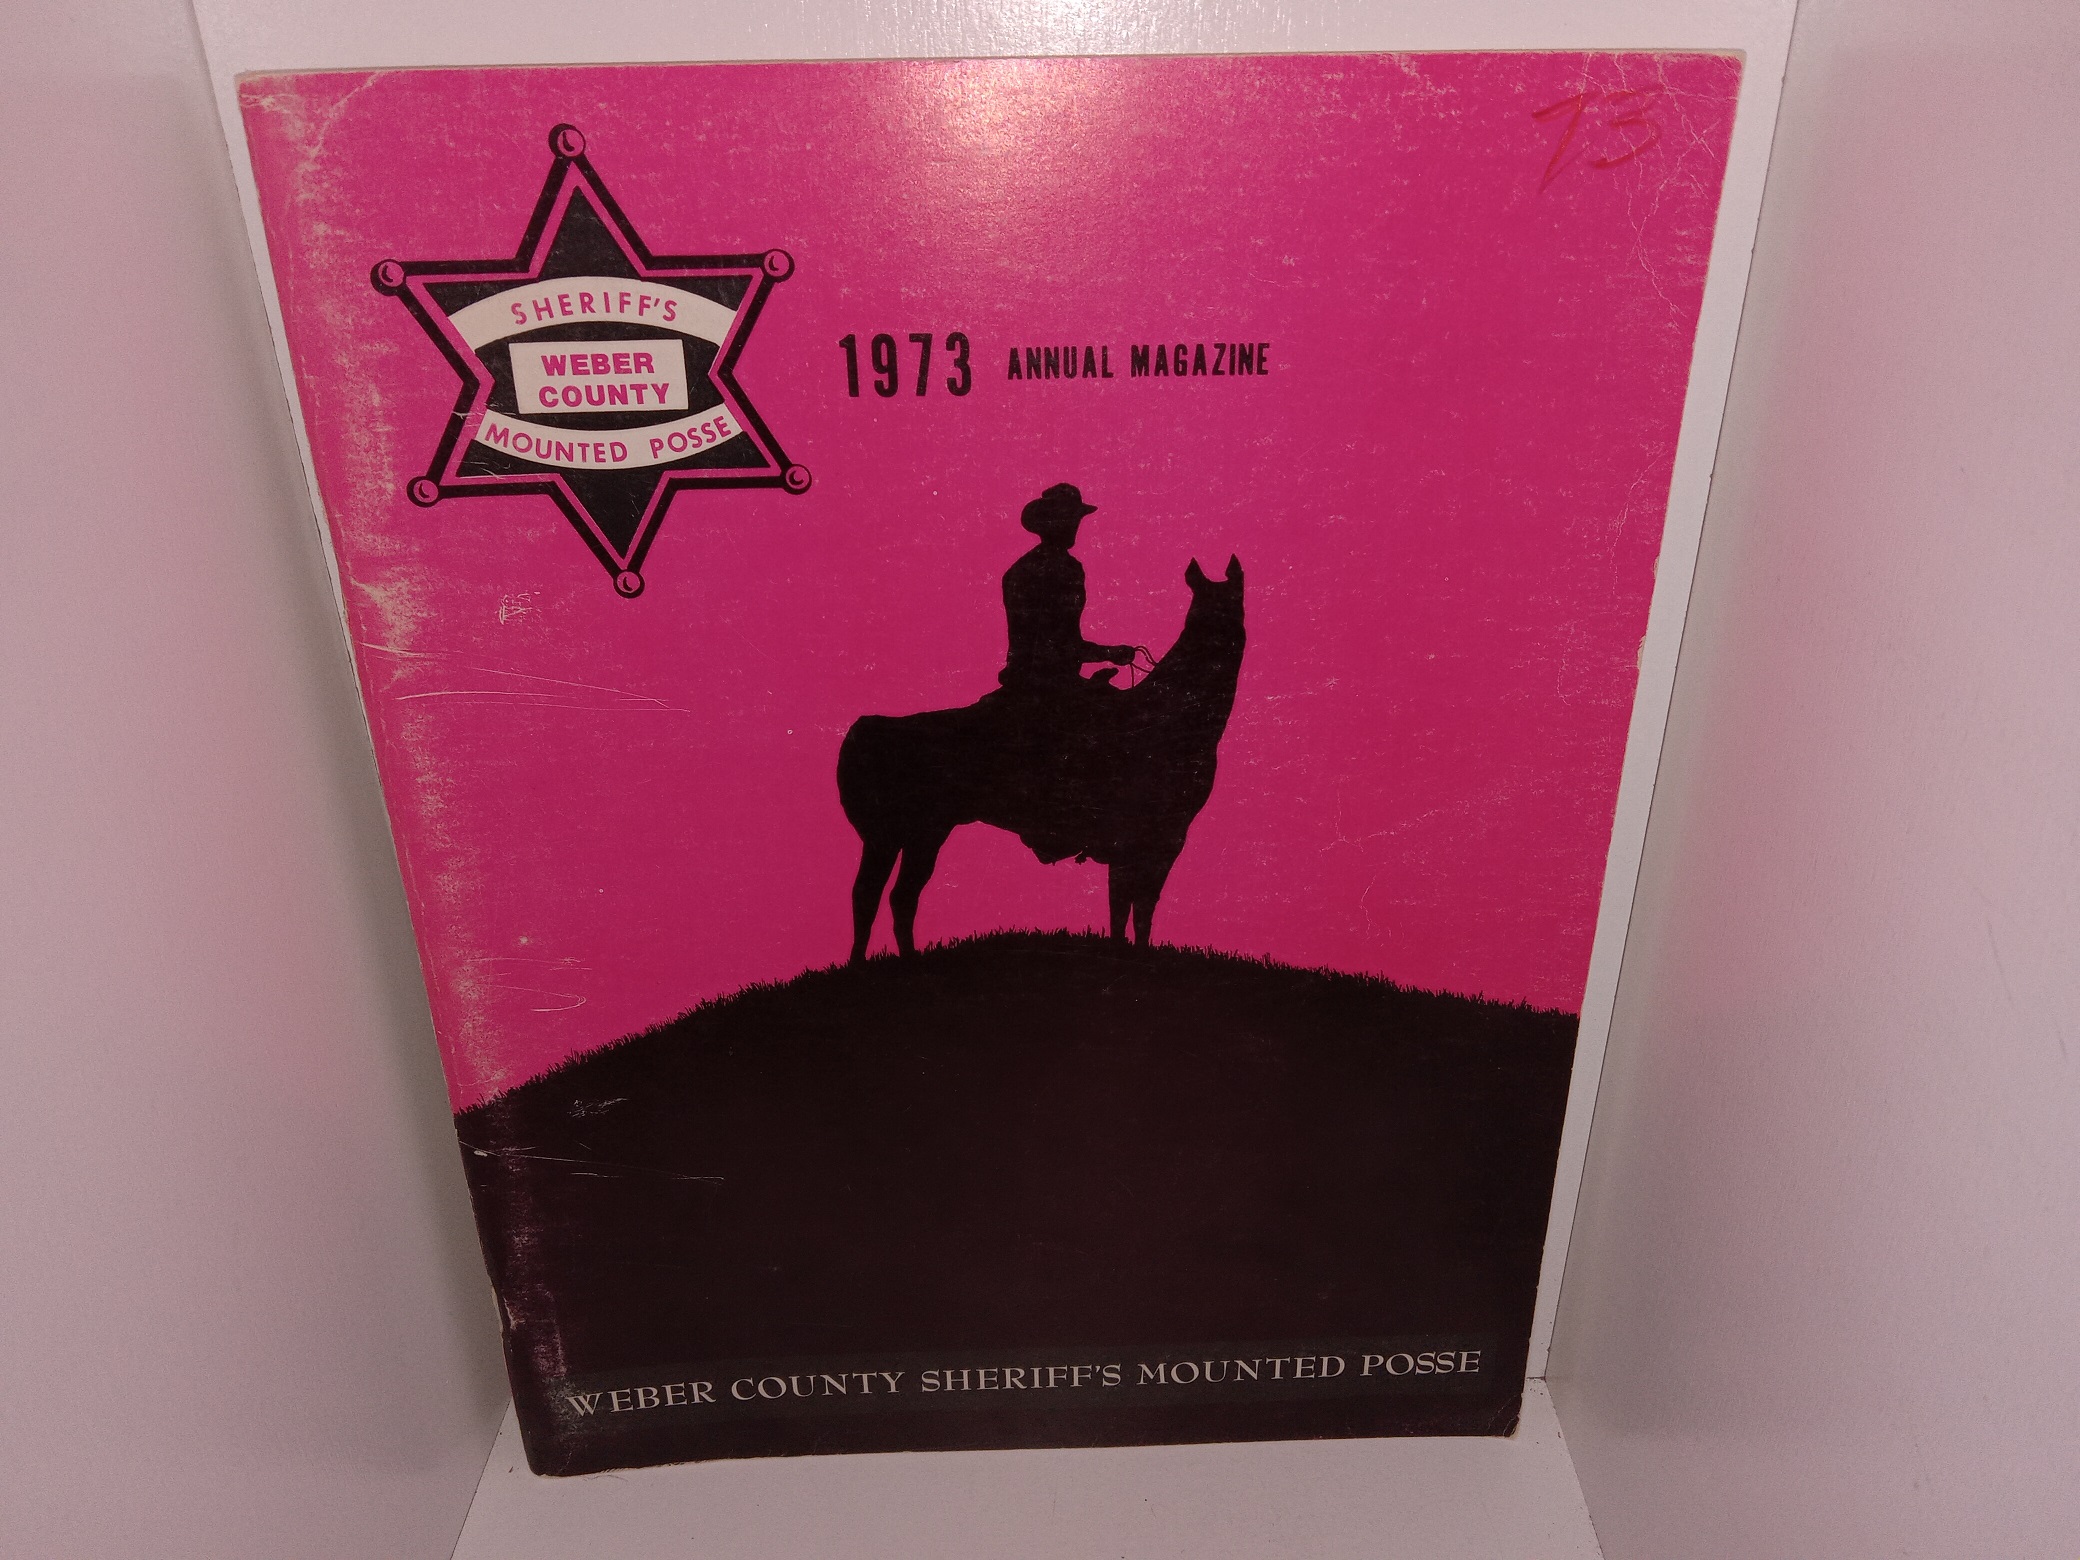 73
SHERIFF'S
WEBER
COUNTY
MOUNTED POSSE
1973 ANNUAL MAGAZINE
WEBER COUNTY SHERIFF'S MOUNTED POSSE